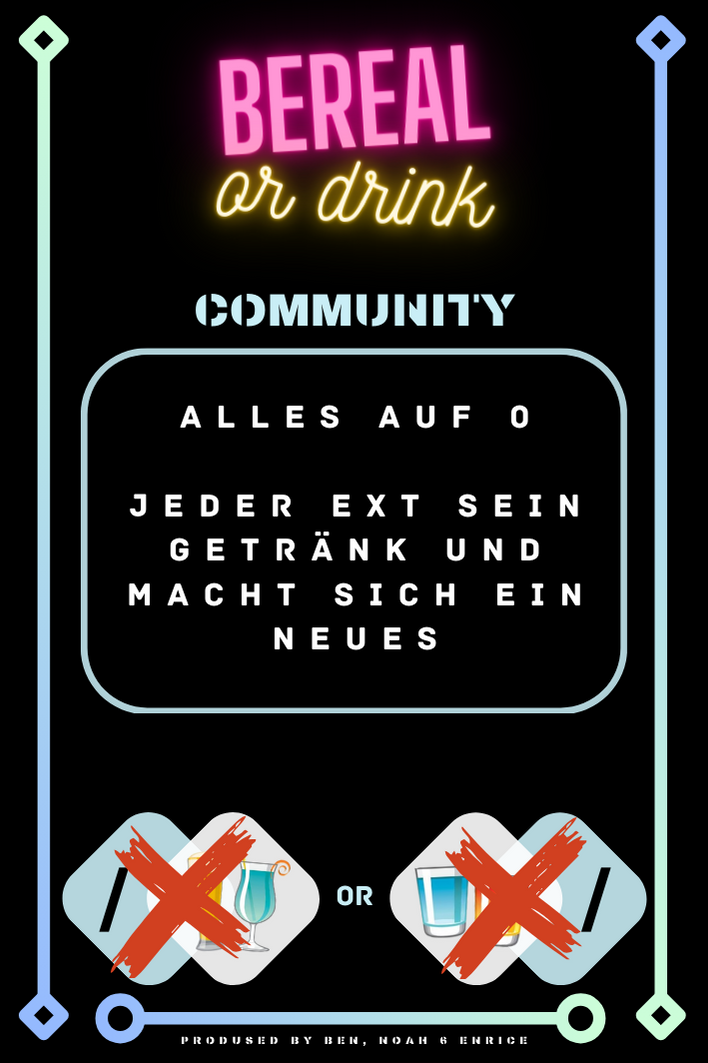 BEREAL
or drink
COMMUNITY
ALLES AUF 0
JEDER EXT SEIN
GETRÄNK UND
MACHT SICH EIN
NEUES
/ OR /
PRODUSED BY BEN, NOAH & ENRICE